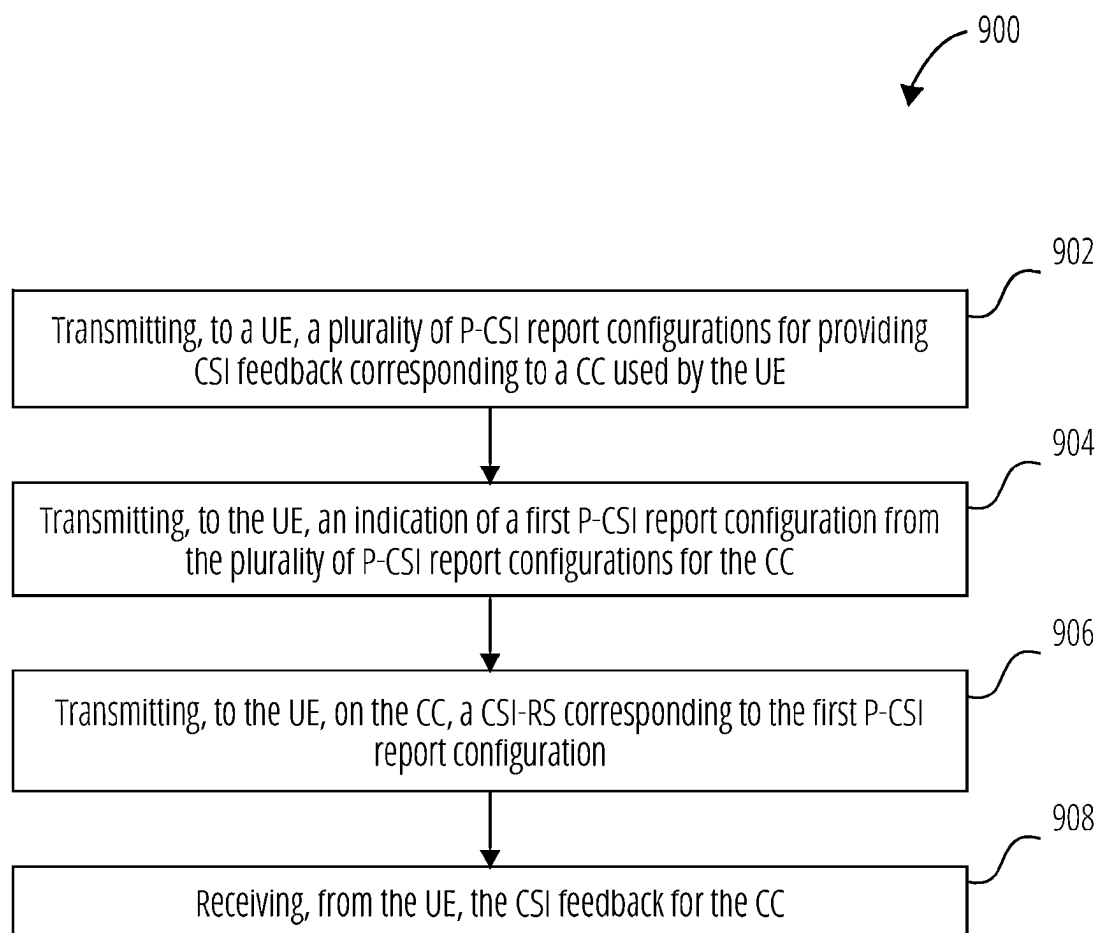 900
902
Transmitting, to a UE, a plurality of P-CSI report configurations for providing
CSI feedback corresponding to a CC used by the UE
904
Transmitting, to the UE, an indication of a first P-CSI report configuration from
the plurality of P-CSI report configurations for the CC
906
Transmitting, to the UE, on the CC, a CSI-RS corresponding to the first P-CSI
report configuration
908
Receiving, from the UE, the CSI feedback for the CC